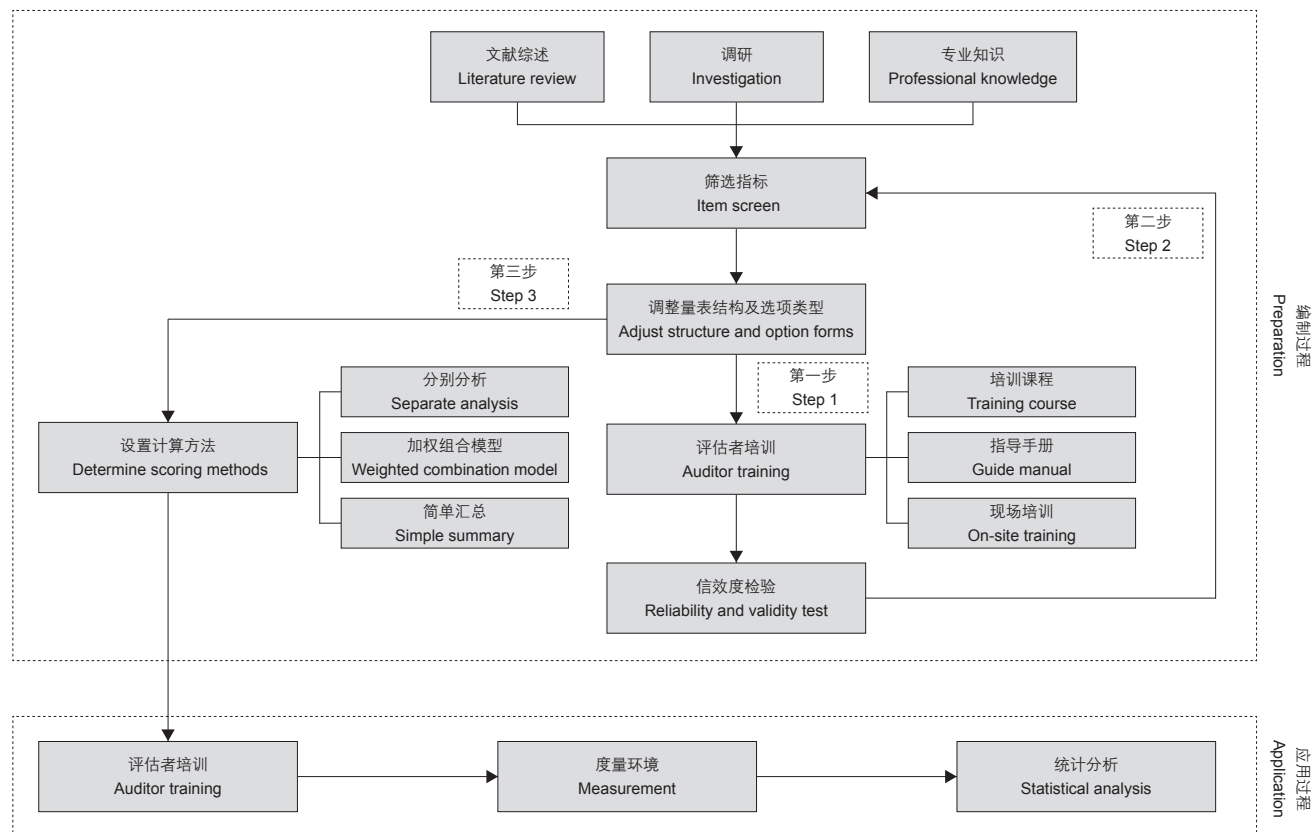 文献综述
Literature review
调研
Investigation
专业知识
Professional knowledge
筛选指标
Item screen
第二步
Step 2
第三步
Step 3
调整量表结构及选项类型
Adjust structure and option forms
第一步
Step 1
分别分析
Separate analysis
培训课程
Training course
设置计算方法
Determine scoring methods
加权组合模型
Weighted combination model
评估者培训
Auditor training
指导手册
Guide manual
简单汇总
Simple summary
现场培训
On-site training
信效度检验
Reliability and validity test
编制过程
Preparation
评估者培训
Auditor training
度量环境
Measurement
统计分析
Statistical analysis
应用过程
Application